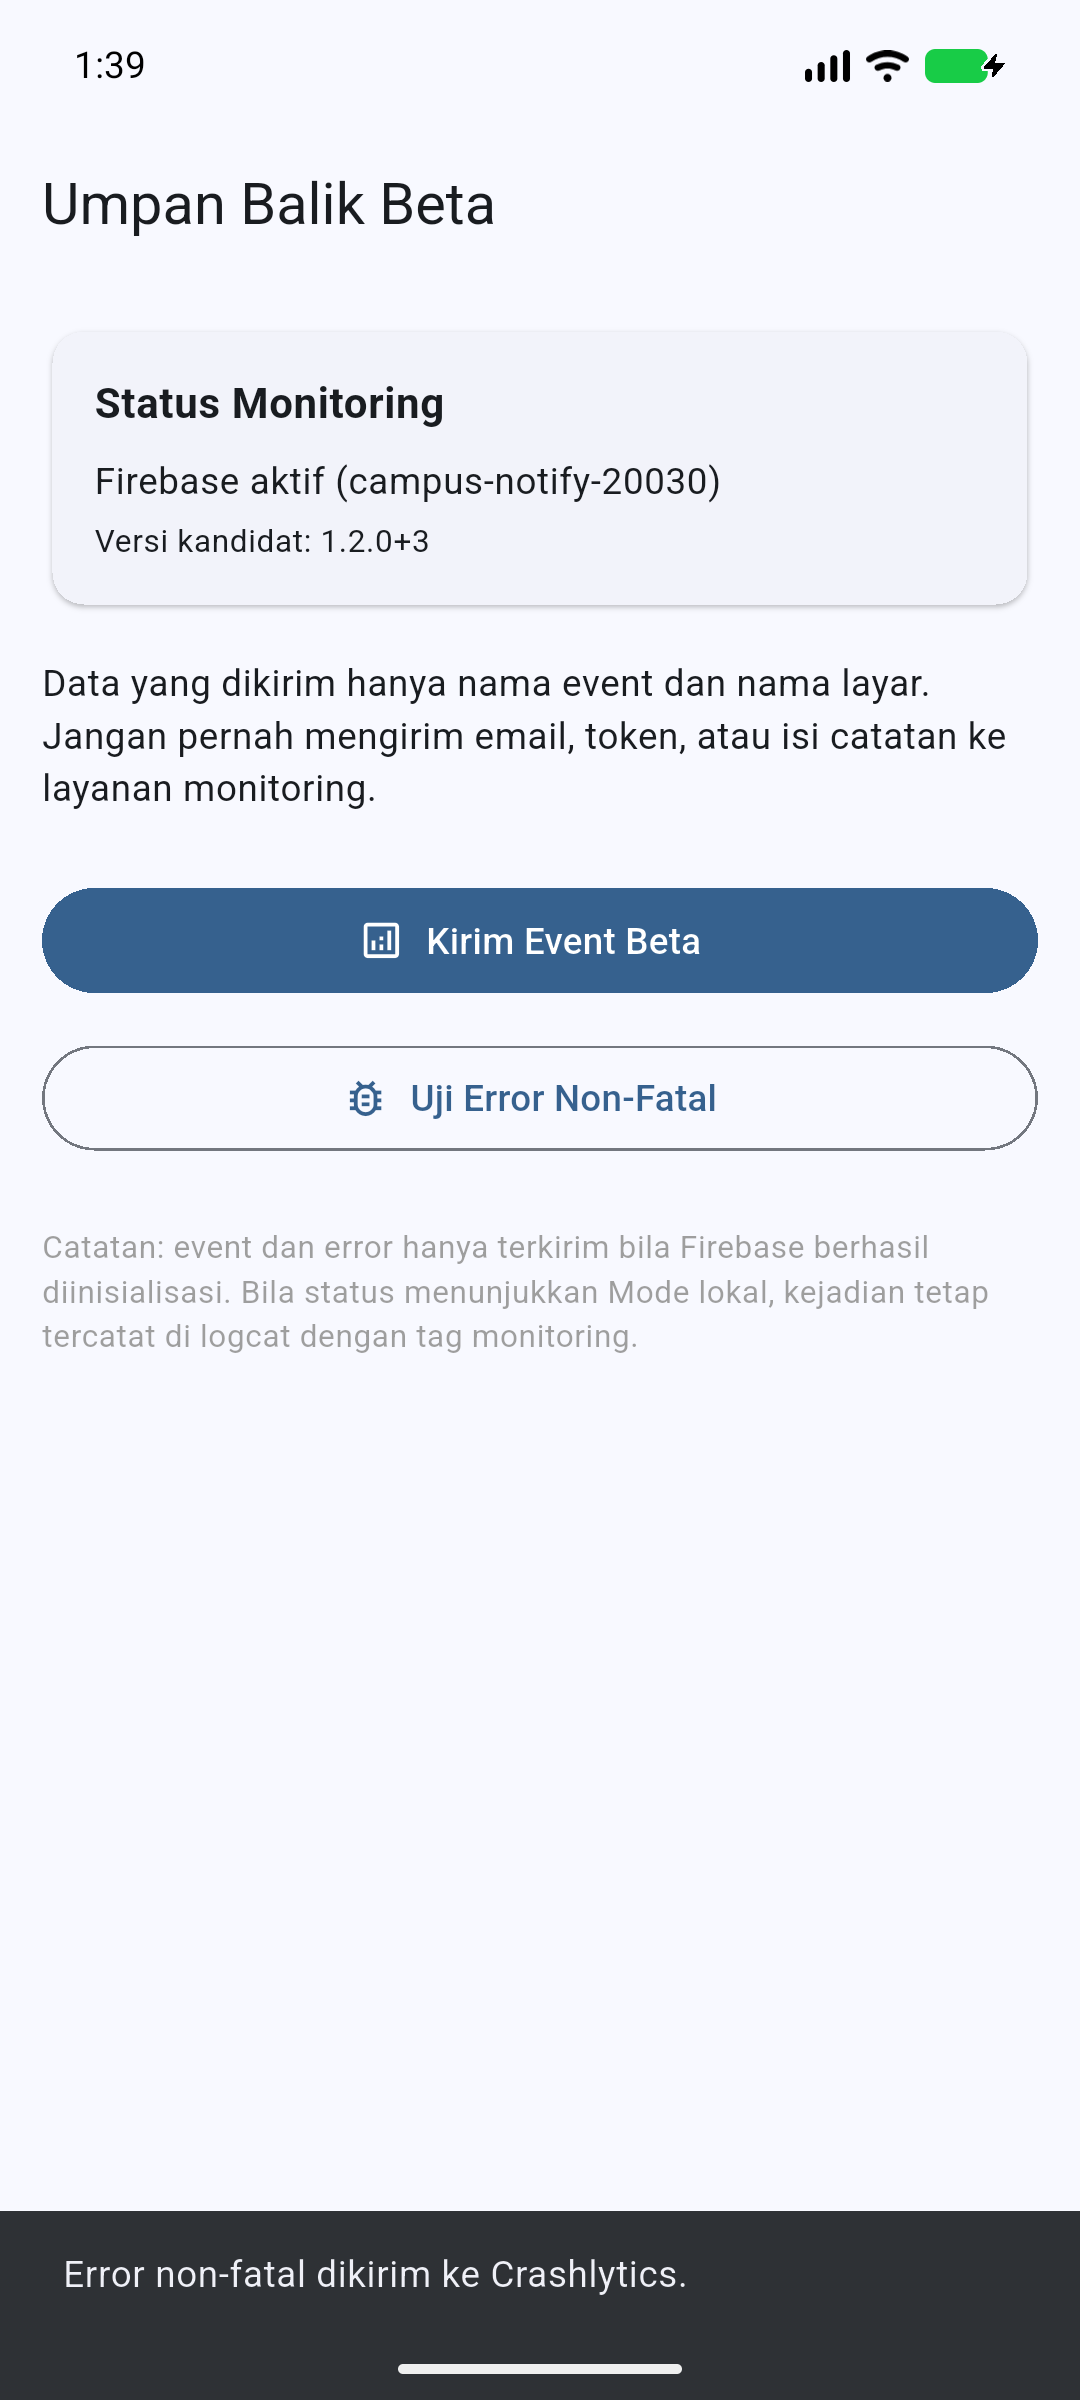 1:39
Umpan Balik Beta
Status Monitoring
Firebase aktif (campus-notify-20030)
Versi kandidat: 1.2.0+3
Data yang dikirim hanya nama event dan nama layar.
Jangan pernah mengirim email, token, atau isi catatan ke
layanan monitoring.
Kirim Event Beta
Uji Error Non-Fatal
Catatan: event dan error hanya terkirim bila Firebase berhasil
diinisialisasi. Bila status menunjukkan Mode lokal, kejadian tetap
tercatat di logcat dengan tag monitoring.
Error non-fatal dikirim ke Crashlytics.